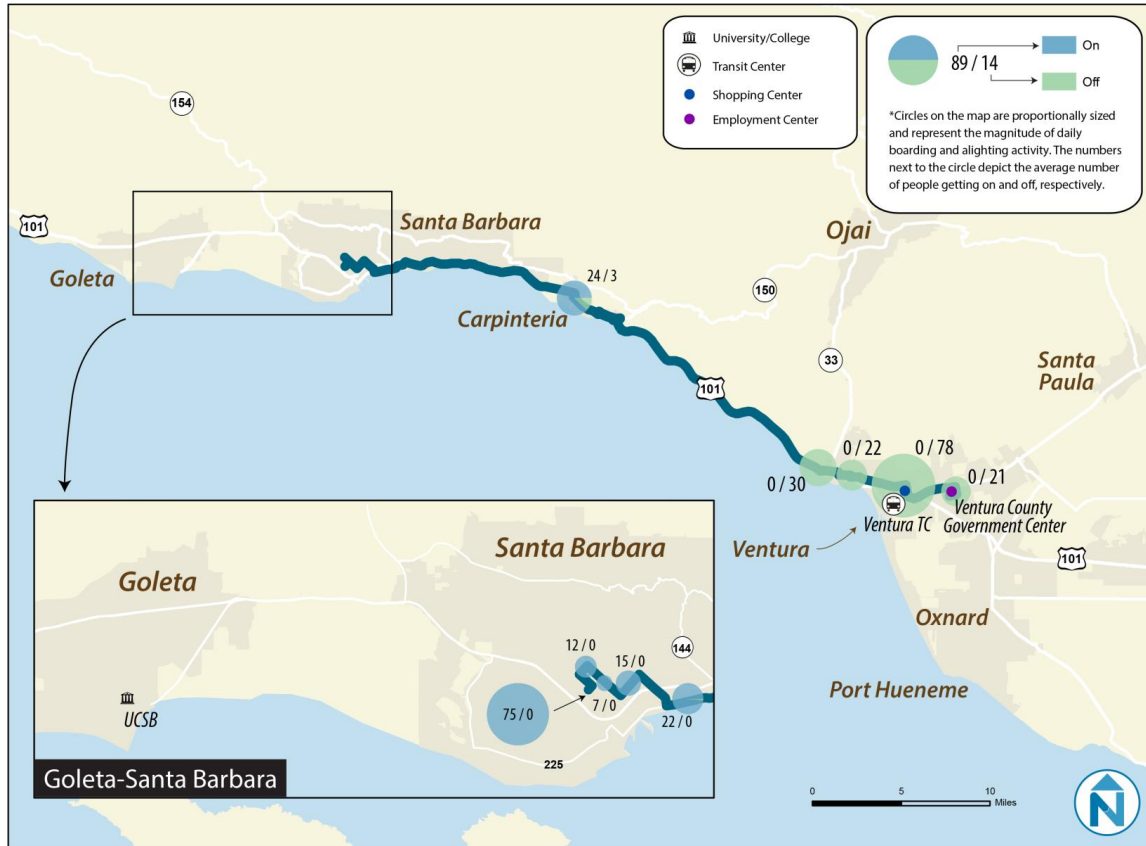 University/College
Transit Center
Shopping Center
Employment Center
89 / 14
On
Off
*Circles on the map are proportionally sized
and represent the magnitude of daily
boarding and alighting activity. The numbers
next to the circle depict the average number
of people getting on and off, respectively.
154
101
Goleta
Santa Barbara
24 / 3
Carpinteria
Ojai
150
33
101
Santa
Paula
0 / 22
0 / 78
0 / 30
0 / 21
Ventura TC
Ventura County
Government Center
Ventura
101
Oxnard
Port Hueneme
Santa Barbara
Goleta
144
12 / 0
15 / 0
7 / 0
75 / 0
22 / 0
UCSB
225
Goleta-Santa Barbara
0
5
10
Miles
N